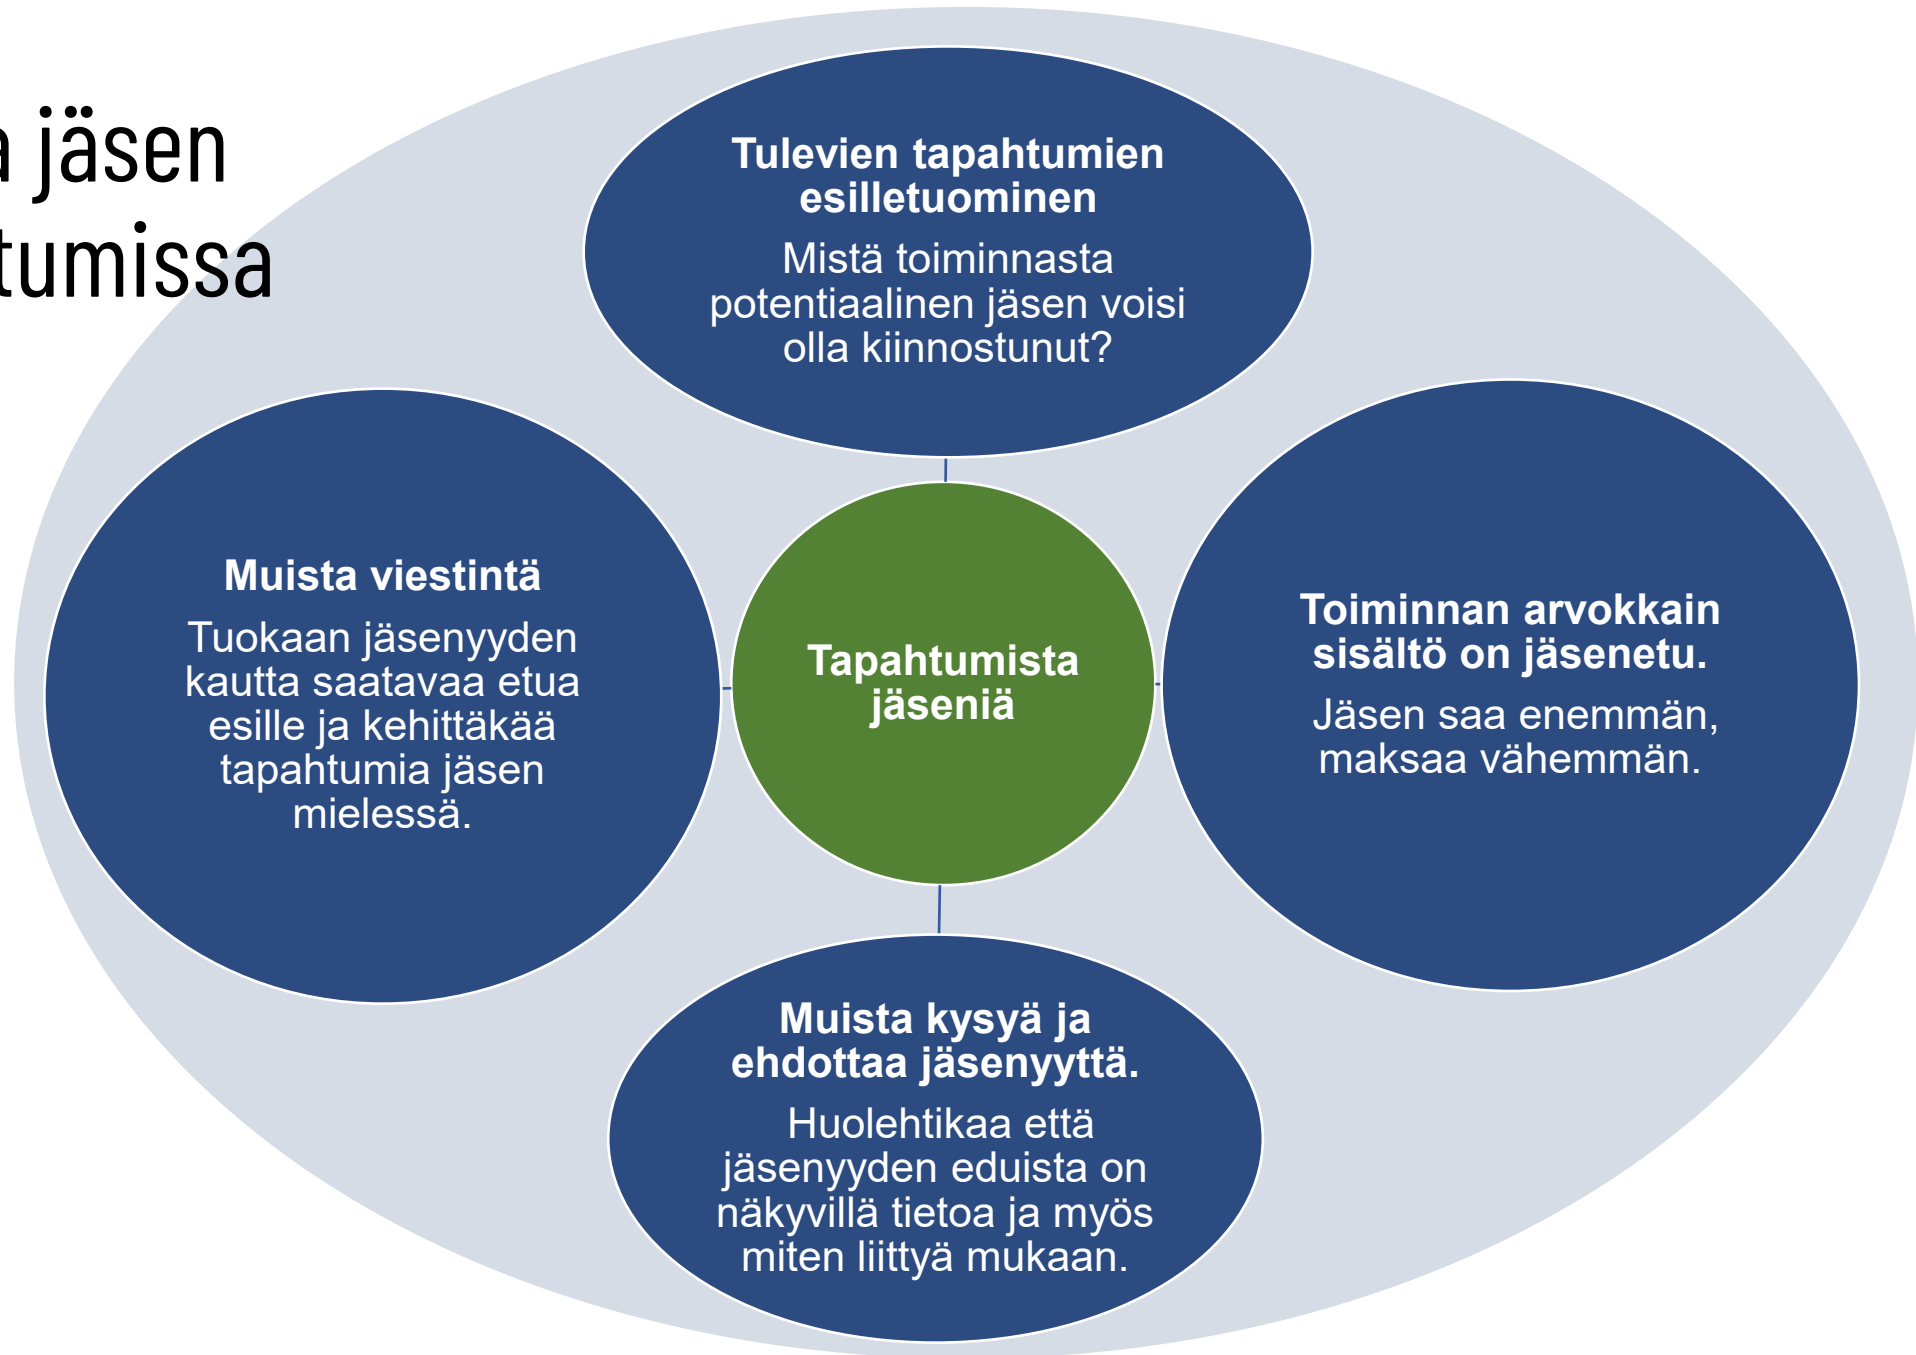 jäsen
tumissa
Tulevien tapahtumien
esilletuominen
Mistä toiminnasta
potentiaalinen jäsen voisi
olla kiinnostunut?
Muista viestintä
Tuokaan jäsenyyden
kautta saatavaa etua
esille ja kehittäkää
tapahtumia jäsen
mielessä.
Tapahtumista
jäseniä
Toiminnan arvokkain
sisältö on jäsenetu.
Jäsen saa enemmän,
maksaa vähemmän.
Muista kysyä ja
ehdottaa jäsenyyttä.
Huolehtikaa että
jäsenyyden eduista on
näkyvillä tietoa ja myös
miten liittyä mukaan.